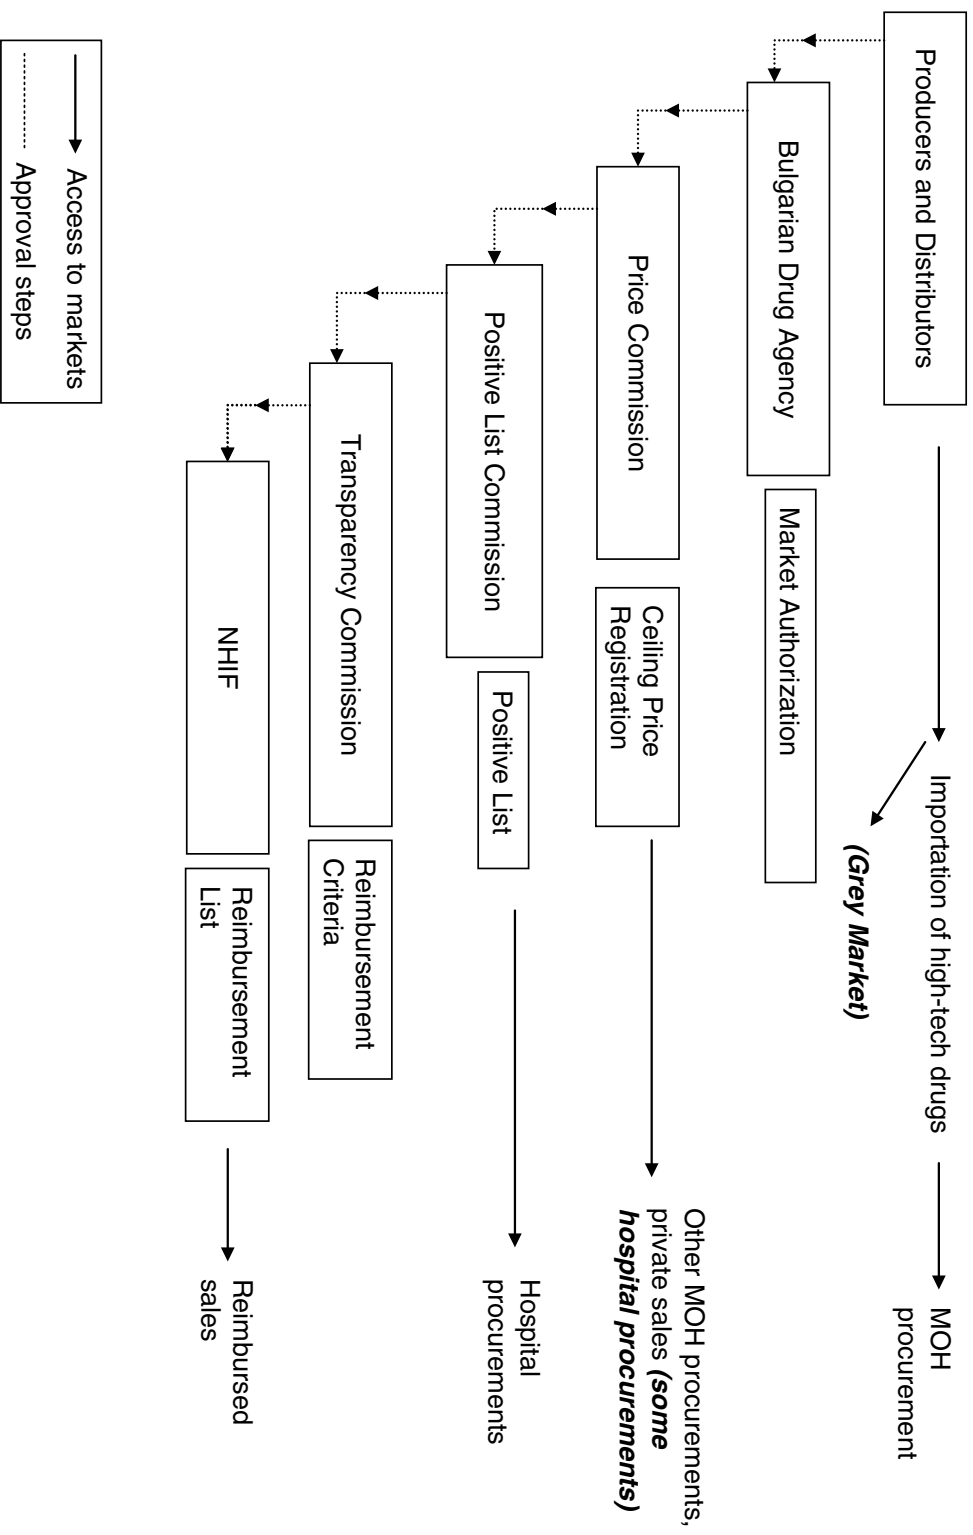 Producers and Distributors
Importation of high-tech drugs
MOH
procurement
(Grey Market)
Bulgarian Drug Agency
Market Authorization
Price Commission
Ceiling Price
Registration
Other MOH procurements,
private sales (some
hospital procurements)
Positive List Commission
Positive List
Hospital
procurements
Transparency Commission
Reimbursement
Criteria
NHIF
Reimbursement
List
Reimbursed
sales
Access to markets
Approval steps